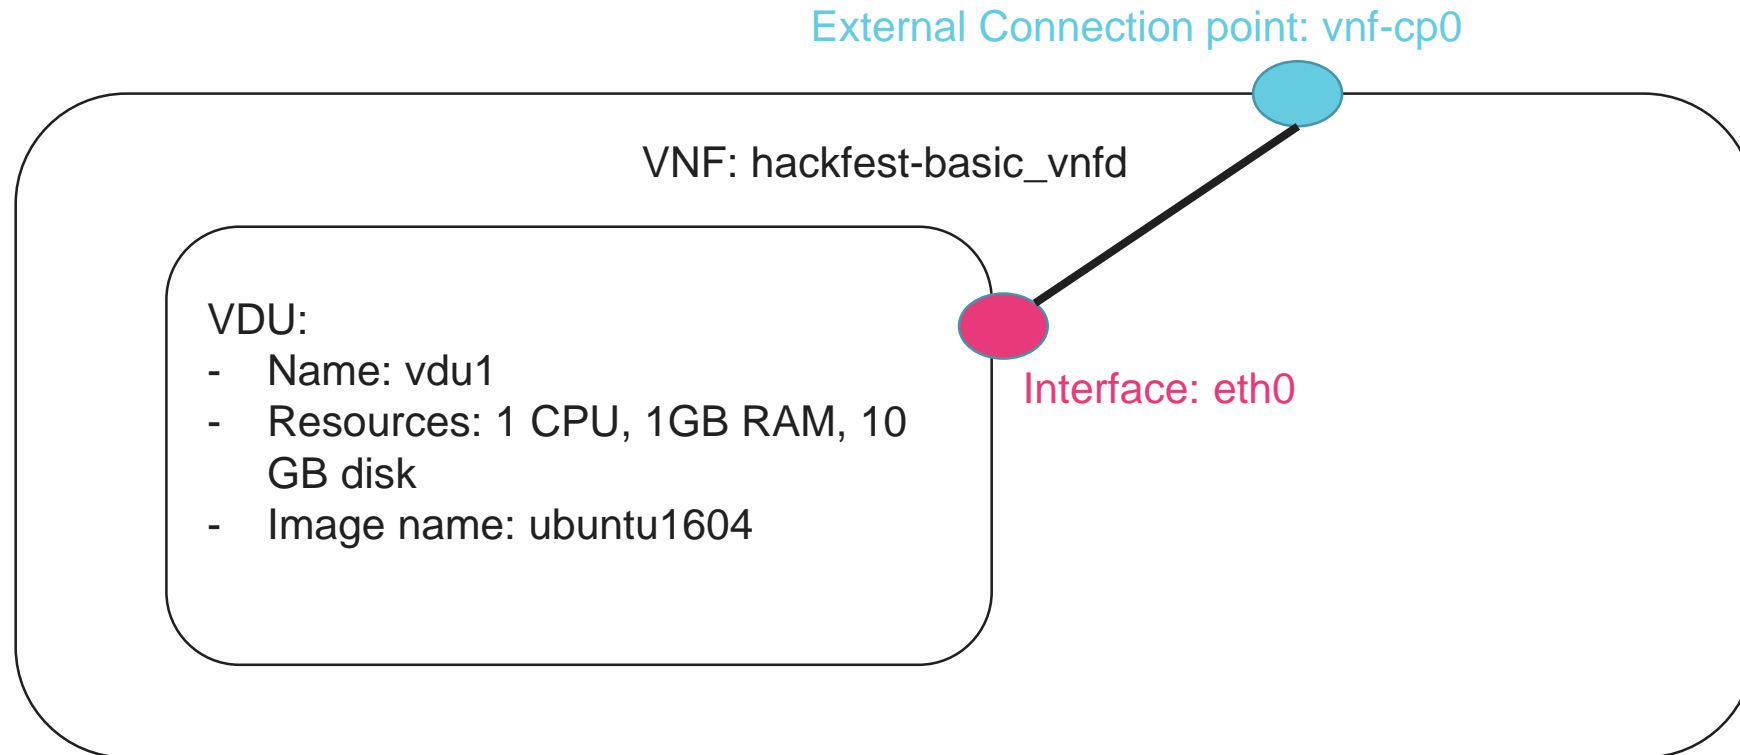 External Connection point: vnf-cp0
VNF: hackfest-basic_vnfd
VDU:
- Name: vdu1
- Resources: 1 CPU, 1GB RAM, 10
GB disk
- Image name: ubuntu1604
Interface: eth0